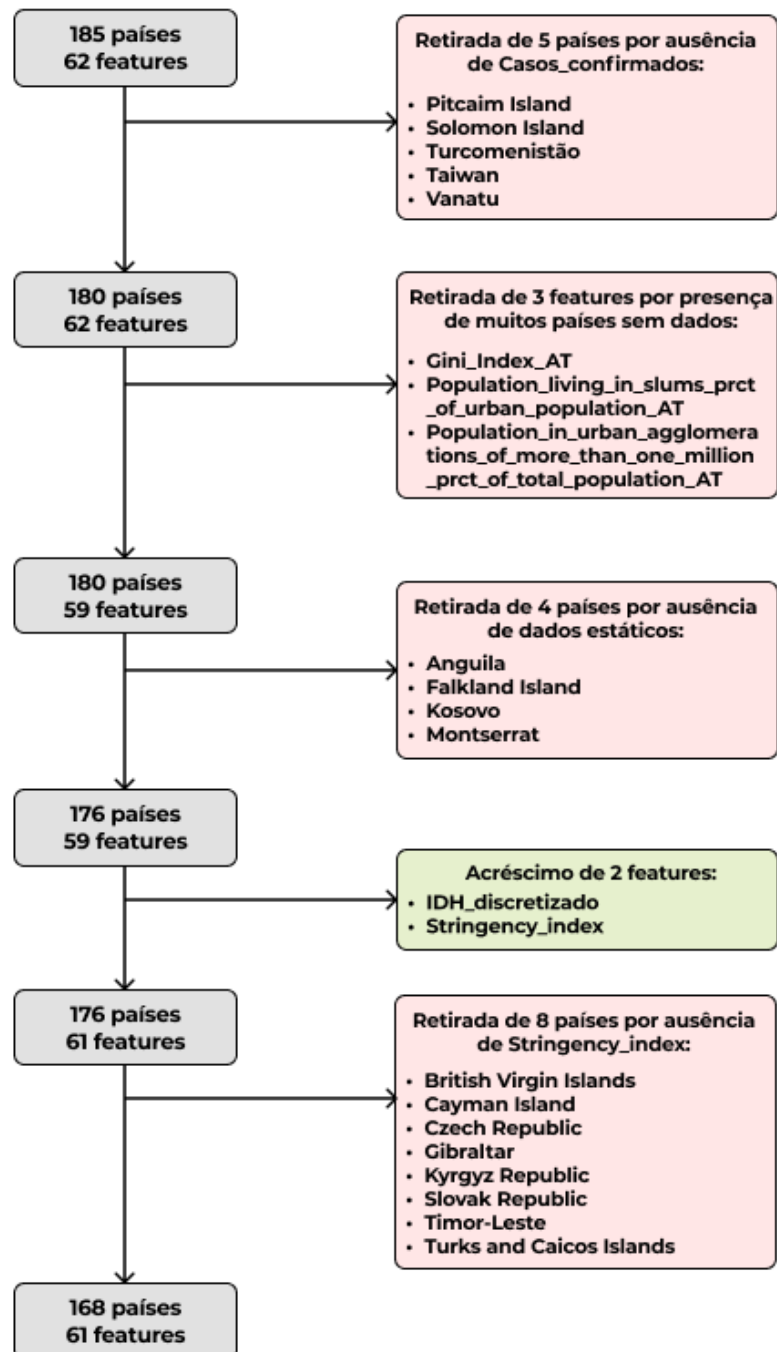 185 países
62 features
Retirada de 5 países por ausência
de Casos_confirmados:
• Pitcaim Island
• Solomon Island
• Turcomenistão
• Taiwan
• Vanatu
180 países
62 features
Retirada de 3 features por presença
de muitos países sem dados:
• Gini_Index_AT
• Population_living_in_slums_prct
_of_urban_population_AT
• Population_in_urban_agglomera
tions_of_more_than_one_million
_prct_of_total_population_AT
180 países
59 features
Retirada de 4 países por ausência
de dados estáticos:
• Anguila
• Falkland Island
• Kosovo
• Montserrat
176 países
59 features
Acréscimo de 2 features:
• IDH_discretizado
• Stringency_index
176 países
61 features
Retirada de 8 países por ausência
de Stringency_index:
• British Virgin Islands
• Cayman Island
• Czech Republic
• Gibraltar
• Kyrgyz Republic
• Slovak Republic
• Timor-Leste
• Turks and Caicos Islands
168 países
61 features